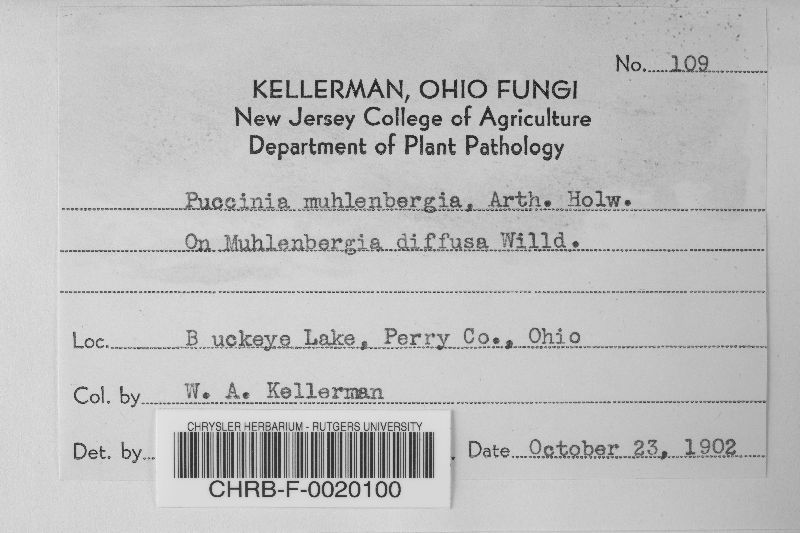 No. 109
KELLERMAN, OHIO FUNGI
New Jersey College of Agriculture
Department of Plant Pathology
Puccinia muhlenbergia, Arth. Holw.
On Muhlenbergia diffusa Willd.
Loc. B uckeye Lake, Perry Co., Ohio
Col. by W. A. Kellerman
Det. by Date October 23, 1902
CHRYSLER HERBARIUM - RUTGERS UNIVERSITY
CHRB-F-0020100